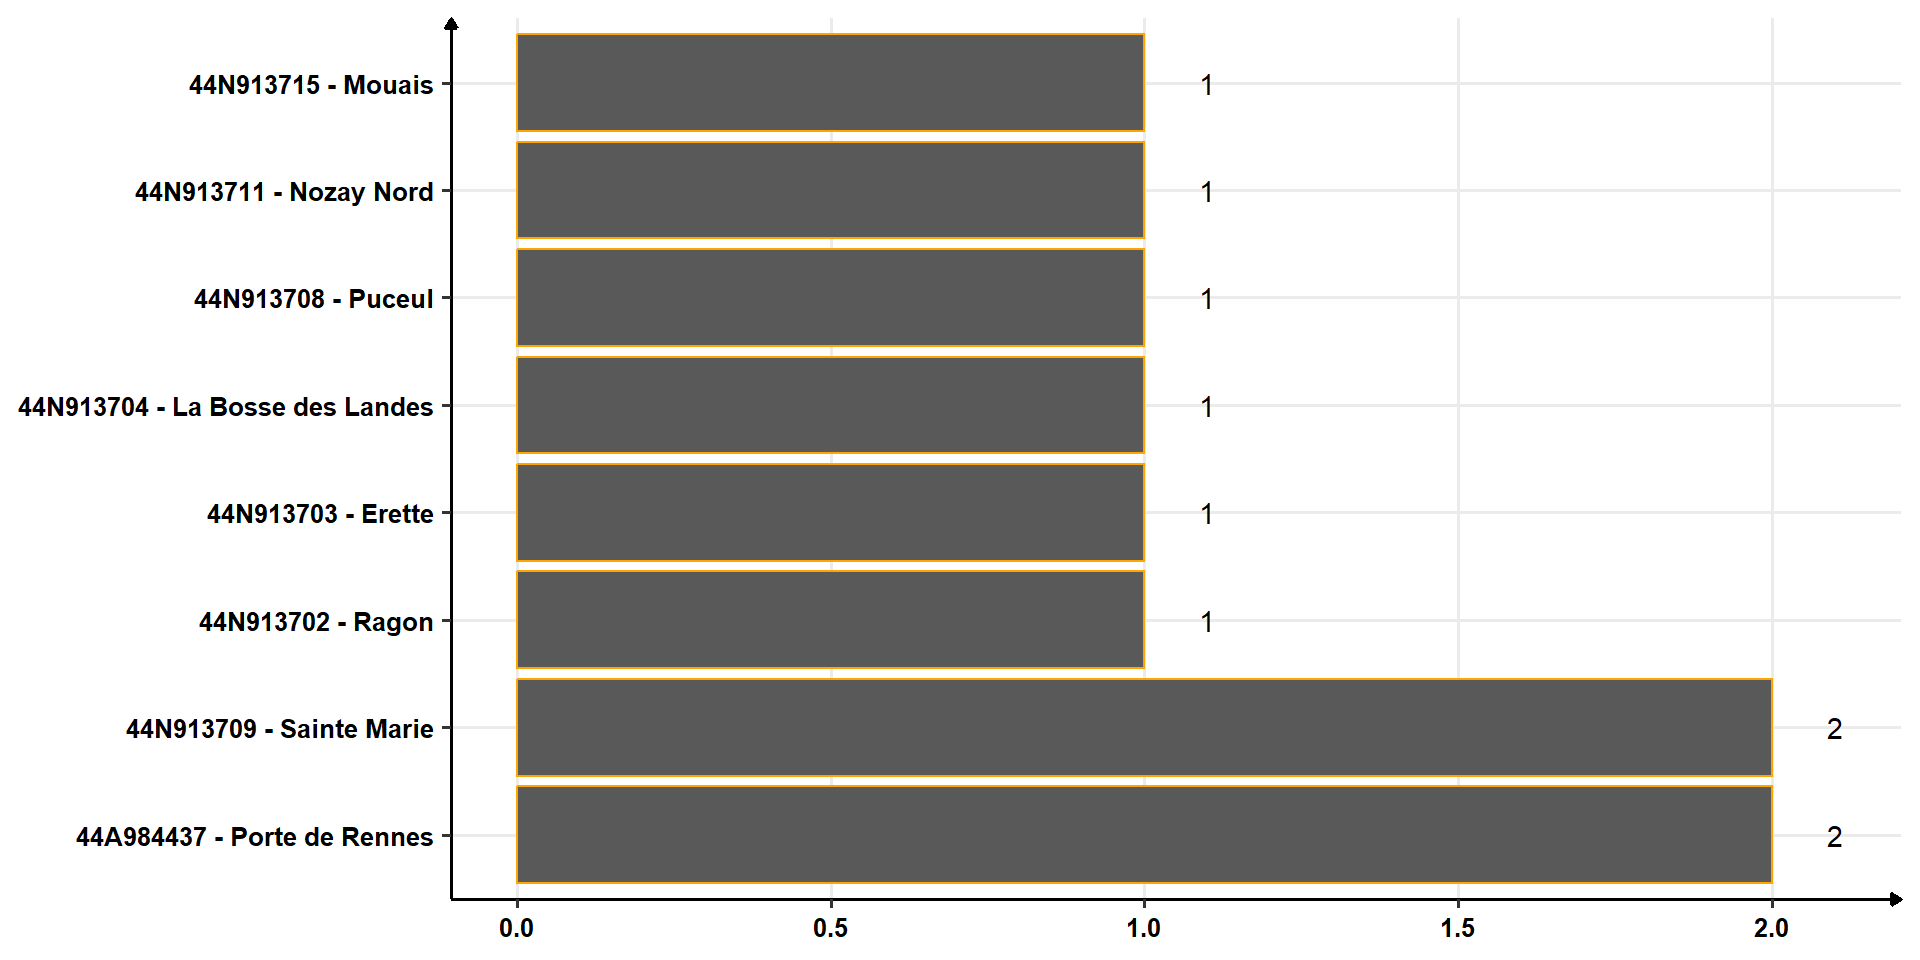 44N913715 - Mouais 1
44N913711 - Nozay Nord 1
44N913708 - Puceul 1
44N913704 - La Bosse des Landes 1
44N913703 - Erette 1
44N913702 - Ragon 1
44N913709 - Sainte Marie 2
44A984437 - Porte de Rennes 2
0.0 0.5 1.0 1.5 2.0